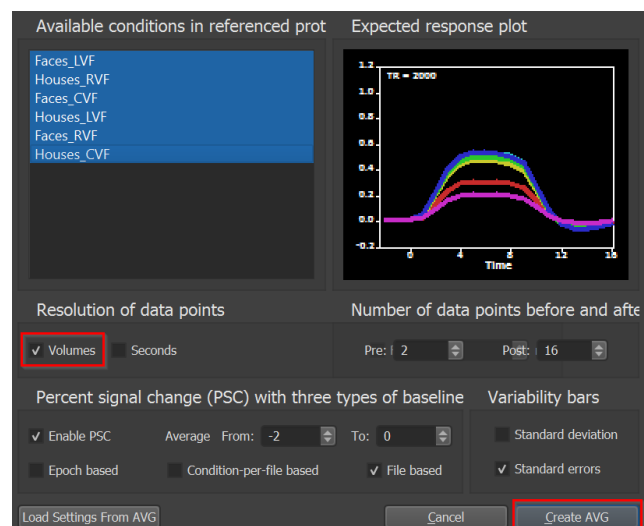 Available conditions in referenced prot
Expected response plot
Faces_LVF
Houses_RVF
Faces_CVF
Houses_LVF
Faces_RVF
Houses_CVF
1.2
TR = 2000
1.0
0.8
0.6
0.4
0.2
0.0
-0.2
0 4 8 12 16
Time
Resolution of data points
Number of data points before and afte
Volumes
Seconds
Pre:
2
Post:
16
Percent signal change (PSC) with three types of baseline
Variability bars
Enable PSC
Average From: -2 To: 0
Standard deviation
Epoch based
Condition-per-file based
File based
Standard errors
Load Settings From AVG
Cancel
Create AVG